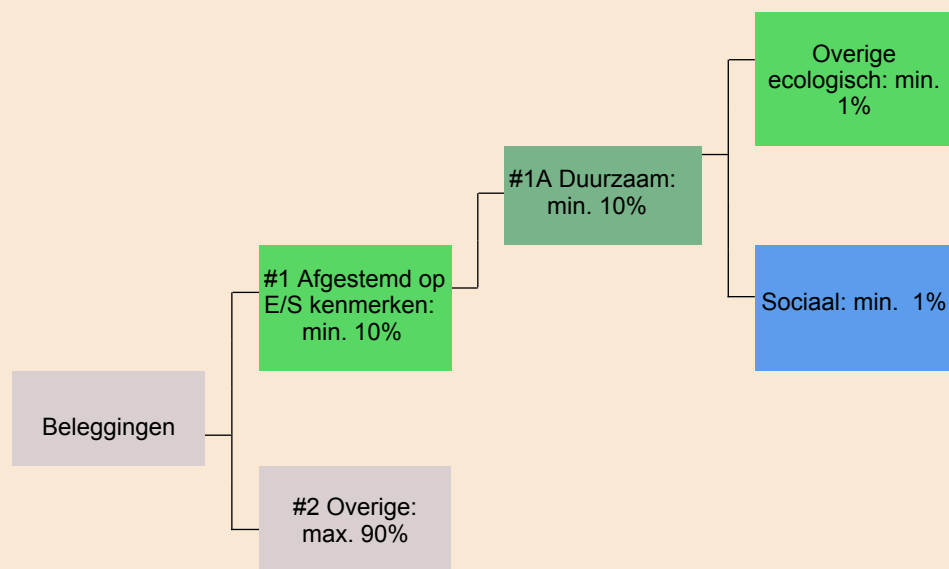 Overige
ecologisch: min.
1%
#1A Duurzaam:
min. 10%
#1 Afgestemd op
E/S kenmerken:
min. 10%
Sociaal: min. 1%
Beleggingen
#2 Overige:
max. 90%